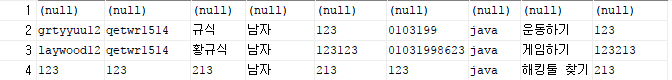 1 (null) (null) (null) (null) (null) (null) (null) (null) (null)
2 grtyyuu12 qetwr1514 규식 남자 123 0103199 java 운동하기 123
3 laywood12 qetwr1514 황규식 남자 123123 01031998623 java 게임하기 123213
4 123 123 213 남자 213 123 java 해킹툴 찾기 213